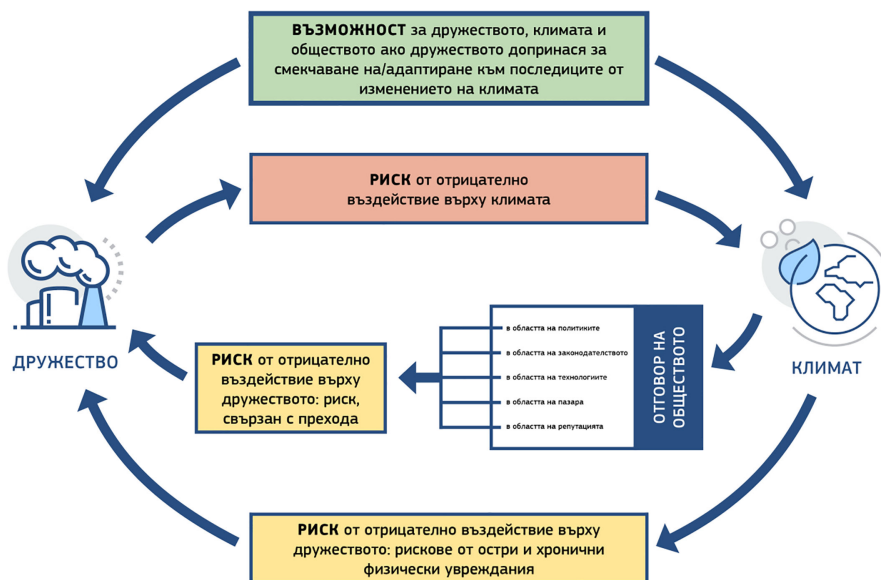 ВЪЗМОЖНОСТ за дружеството, климата и
обществото ако дружеството допринася за
смекчаване на/адаптиране към последиците от
изменението на климата
РИСК от отрицателно
въздействие върху климата
ДРУЖЕСТВО
КЛИМАТ
РИСК от отрицателно
въздействие върху
дружеството: риск,
свързан с прехода
в областта на политиките
в областта на законодателството
в областта на технологиите
в областта на пазара
в областта на репутацията
ОТГОВОР НА
ОБЩЕСТВОТО
РИСК от отрицателно въздействие върху
дружеството: рискове от остри и хронични
физически увреждания